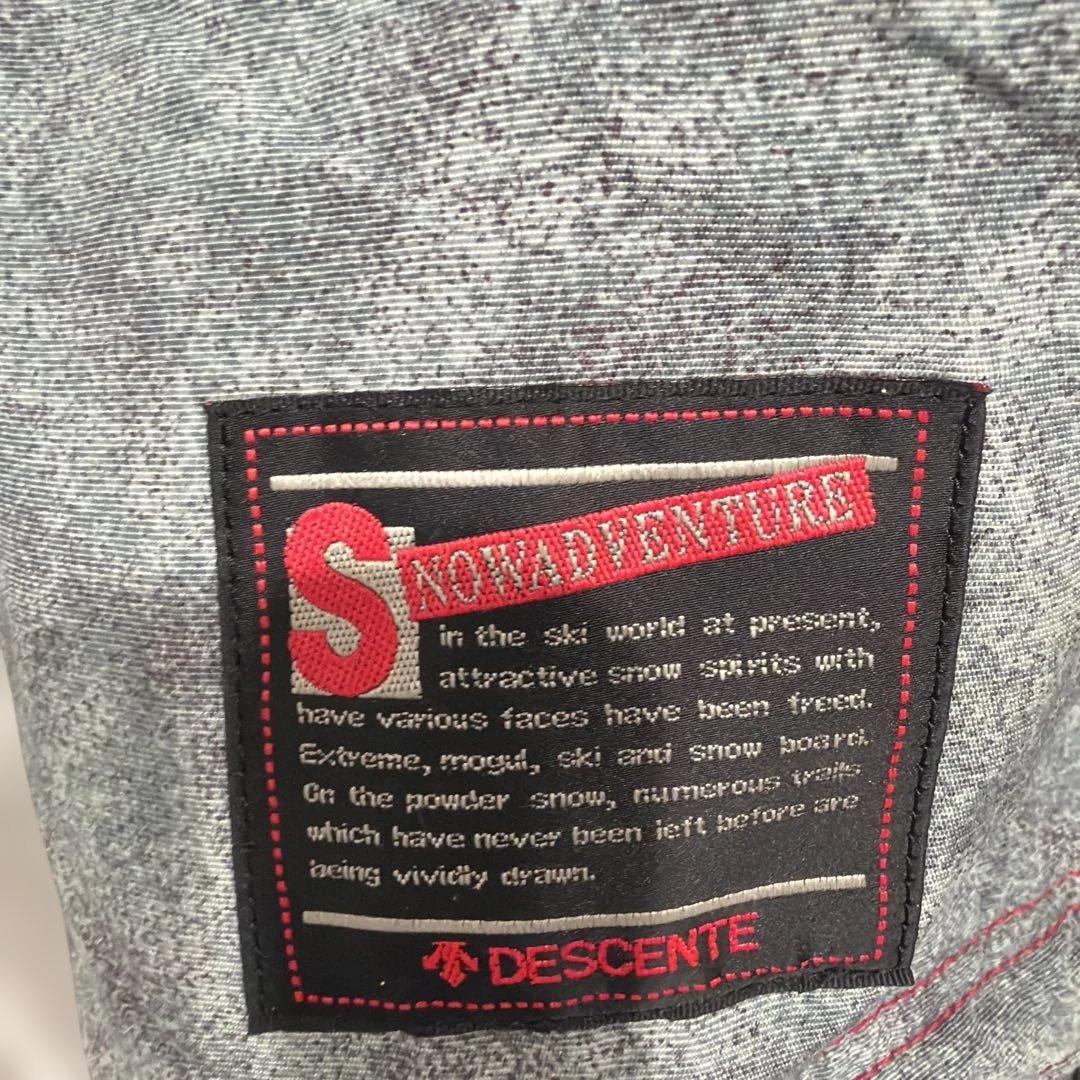 SNOWADVENTURE
in the ski world at present,
attractive snow spirits with
have various faces have been freed.
Extreme, mogul, ski and snow board.
On the powder snow, numerous trails
which have never been left before are
being vividly drawn.
DESCENTE